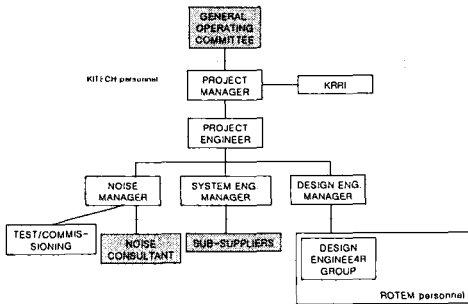 GENERAL
OPERATING
COMMITTEE
KITECH personnel
PROJECT
MANAGER
KRRI
PROJECT
ENGINEER
NOISE
MANAGER
SYSTEM ENG.
MANAGER
DESIGN ENG.
MANAGER
TEST/COMMIS-
SIONING
NOISE
CONSULTANT
SUB-SUPPLIERS
DESIGN
ENGINEE4R
GROUP
ROTEM personnel